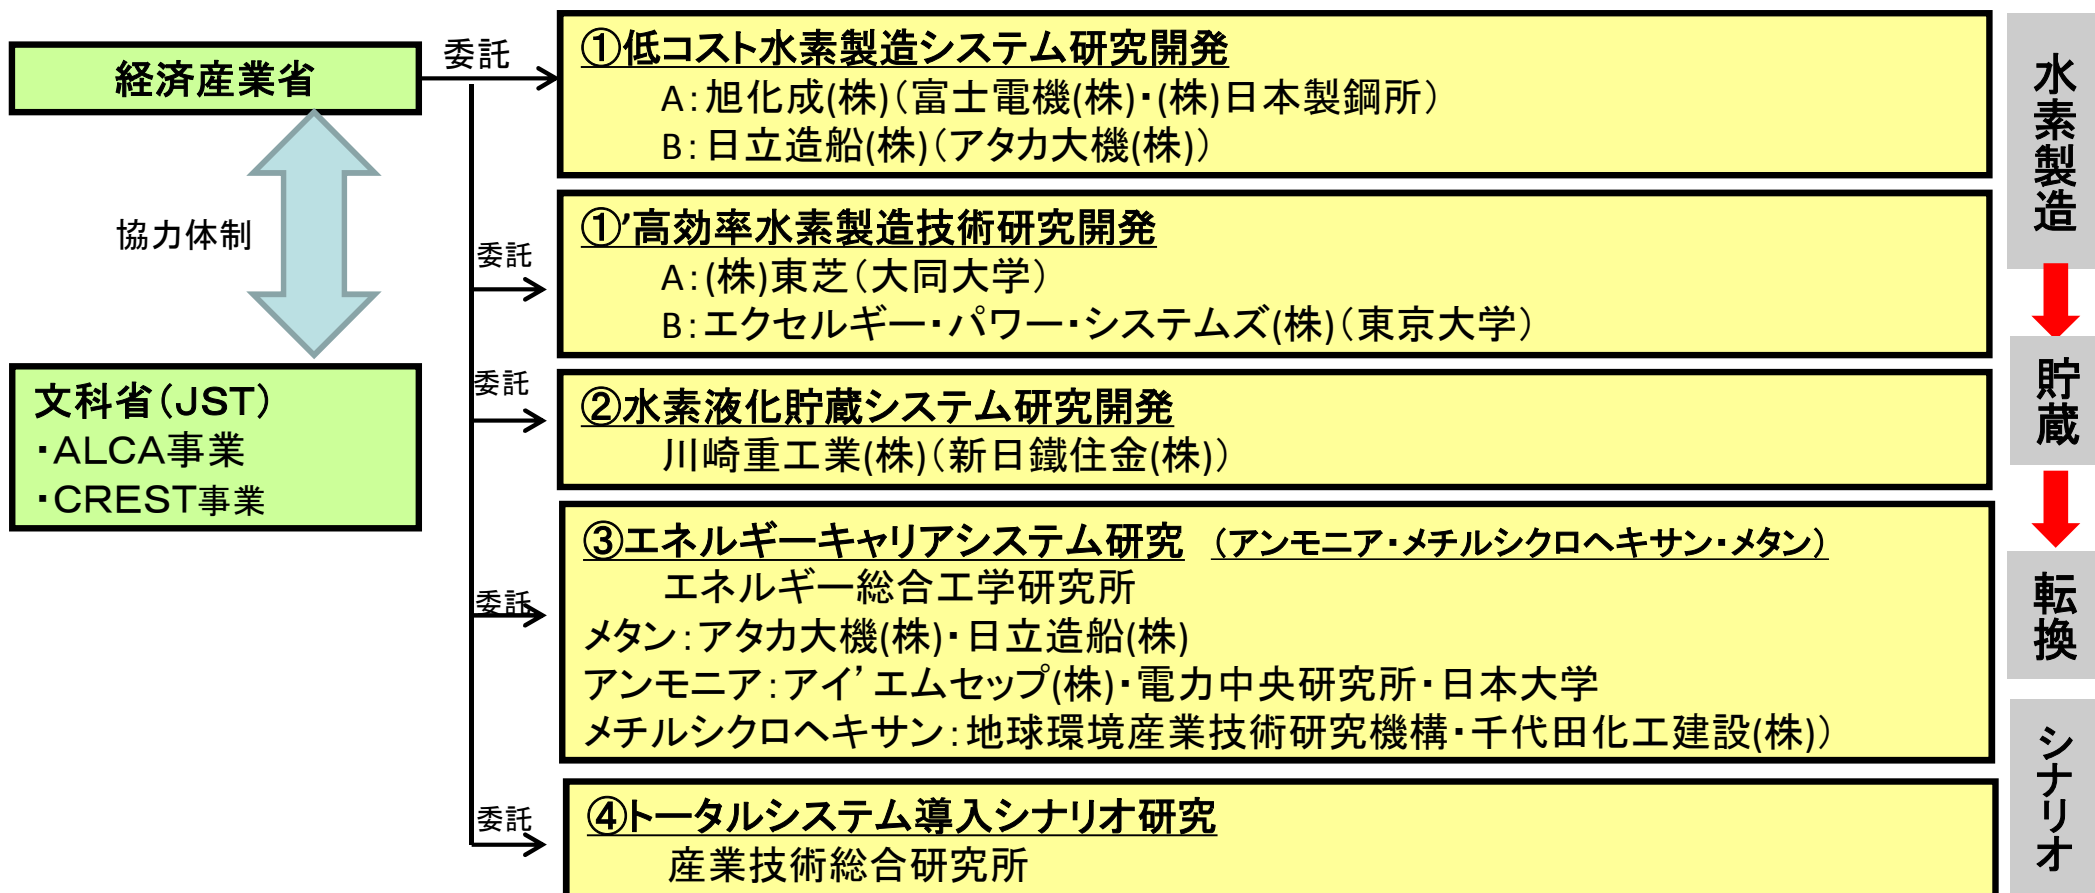 経済産業省
協力体制
文科省(JST)
・ALCA事業
・CREST事業
委託
①低コスト水素製造システム研究開発
A:旭化成(株)(富士電機(株)・(株)日本製鋼所)
B:日立造船(株)(アタカ大機(株))
委託
①'高効率水素製造技術研究開発
A:(株)東芝(大同大学)
B:エクセルギー・パワー・システムズ(株)(東京大学)
委託
②水素液化貯蔵システム研究開発
川崎重工業(株)(新日鐵住金(株))
委託
③エネルギーキャリアシステム研究 (アンモニア・メチルシクロヘキサン・メタン)
エネルギー総合工学研究所
メタン:アタカ大機(株)・日立造船(株)
アンモニア:アイ’エムセップ(株)・電力中央研究所・日本大学
メチルシクロヘキサン:地球環境産業技術研究機構・千代田化工建設(株))
委託
④トータルシステム導入シナリオ研究
産業技術総合研究所
水素製造
貯蔵
転換
シナリオ